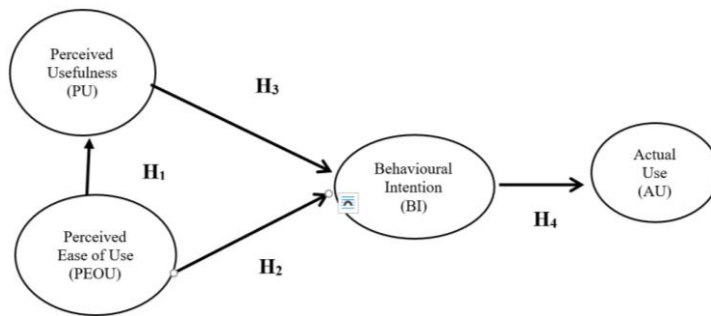 Perceived
Usefulness
(PU)
H₃
H₁
Perceived
Ease of Use
(PEOU)
H₂
Behavioural
Intention
(BI)
H₄
Actual
Use
(AU)